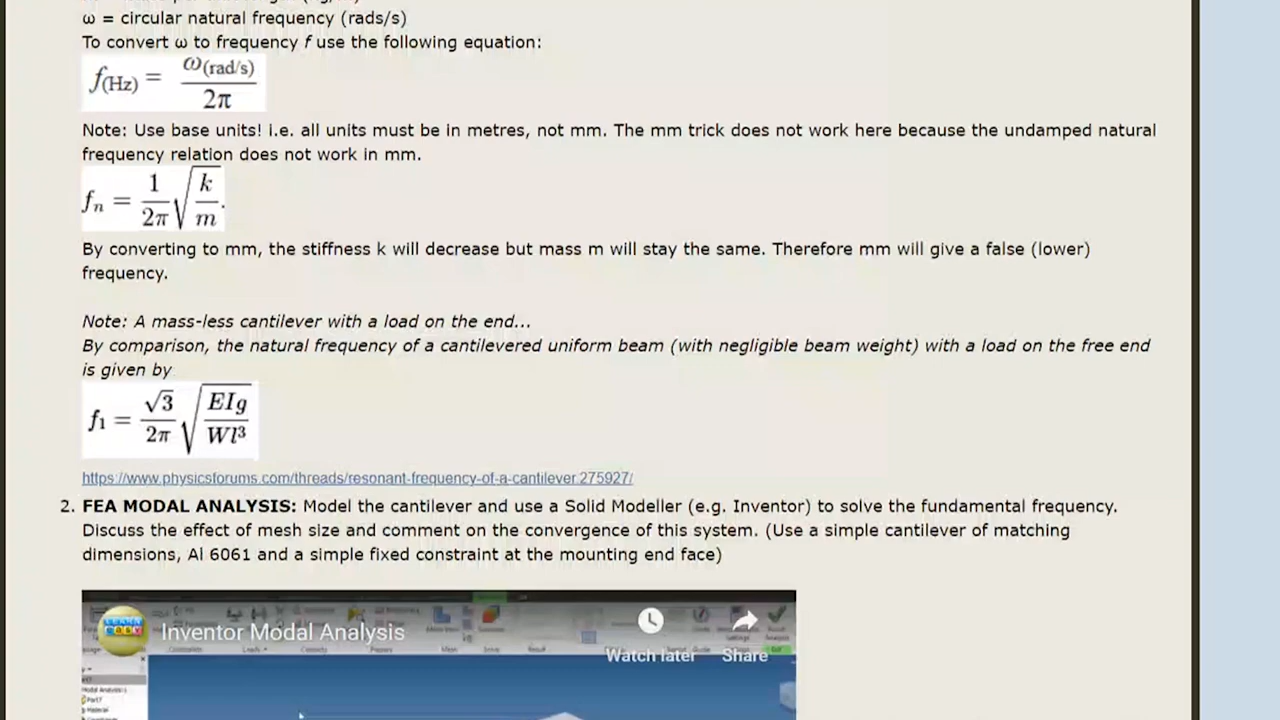 ω = circular natural frequency (rads/s)
To convert ω to frequency f use the following equation:
f(Hz) = ω(rad/s) / 2π
Note: Use base units! i.e. all units must be in metres, not mm. The mm trick does not work here because the undamped natural
frequency relation does not work in mm.
fn = 1/2π √(k/m).
By converting to mm, the stiffness k will decrease but mass m will stay the same. Therefore mm will give a false (lower)
frequency.
Note: A mass-less cantilever with a load on the end...
By comparison, the natural frequency of a cantilevered uniform beam (with negligible beam weight) with a load on the free end
is given by
f1 = √3/2π √(EIg/Wl³)
https://www.physicsforums.com/threads/resonant-frequency-of-a-cantilever.275927/
2. FEA MODAL ANALYSIS: Model the cantilever and use a Solid Modeller (e.g. Inventor) to solve the fundamental frequency.
Discuss the effect of mesh size and comment on the convergence of this system. (Use a simple cantilever of matching
dimensions, Al 6061 and a simple fixed constraint at the mounting end face)
LEARN EASY
Inventor Modal Analysis
Watch later
Share